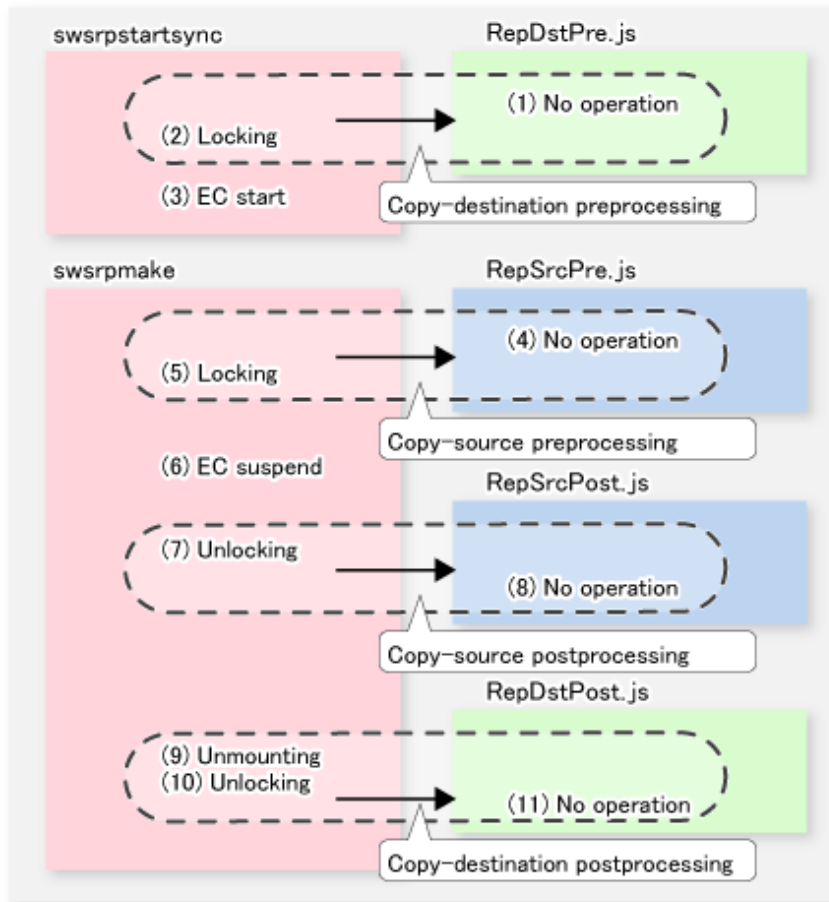 swsrpstartsync
RepDstPre.js
(1) No operation
(2) Locking
(3) EC start
Copy-destination preprocessing
swsrpmake
RepSrcPre.js
(4) No operation
(5) Locking
Copy-source preprocessing
(6) EC suspend
RepSrcPost.js
(7) Unlocking
(8) No operation
Copy-source postprocessing
RepDstPost.js
(9) Unmounting
(10) Unlocking
(11) No operation
Copy-destination postprocessing